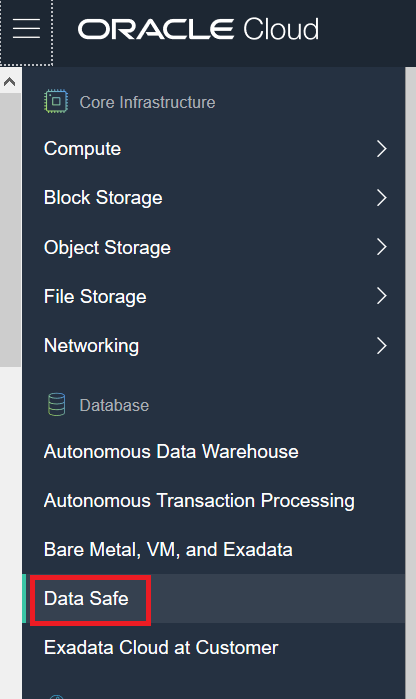 ORACLE Cloud
Core Infrastructure
Compute
Block Storage
Object Storage
File Storage
Networking
Database
Autonomous Data Warehouse
Autonomous Transaction Processing
Bare Metal, VM, and Exadata
Data Safe
Exadata Cloud at Customer